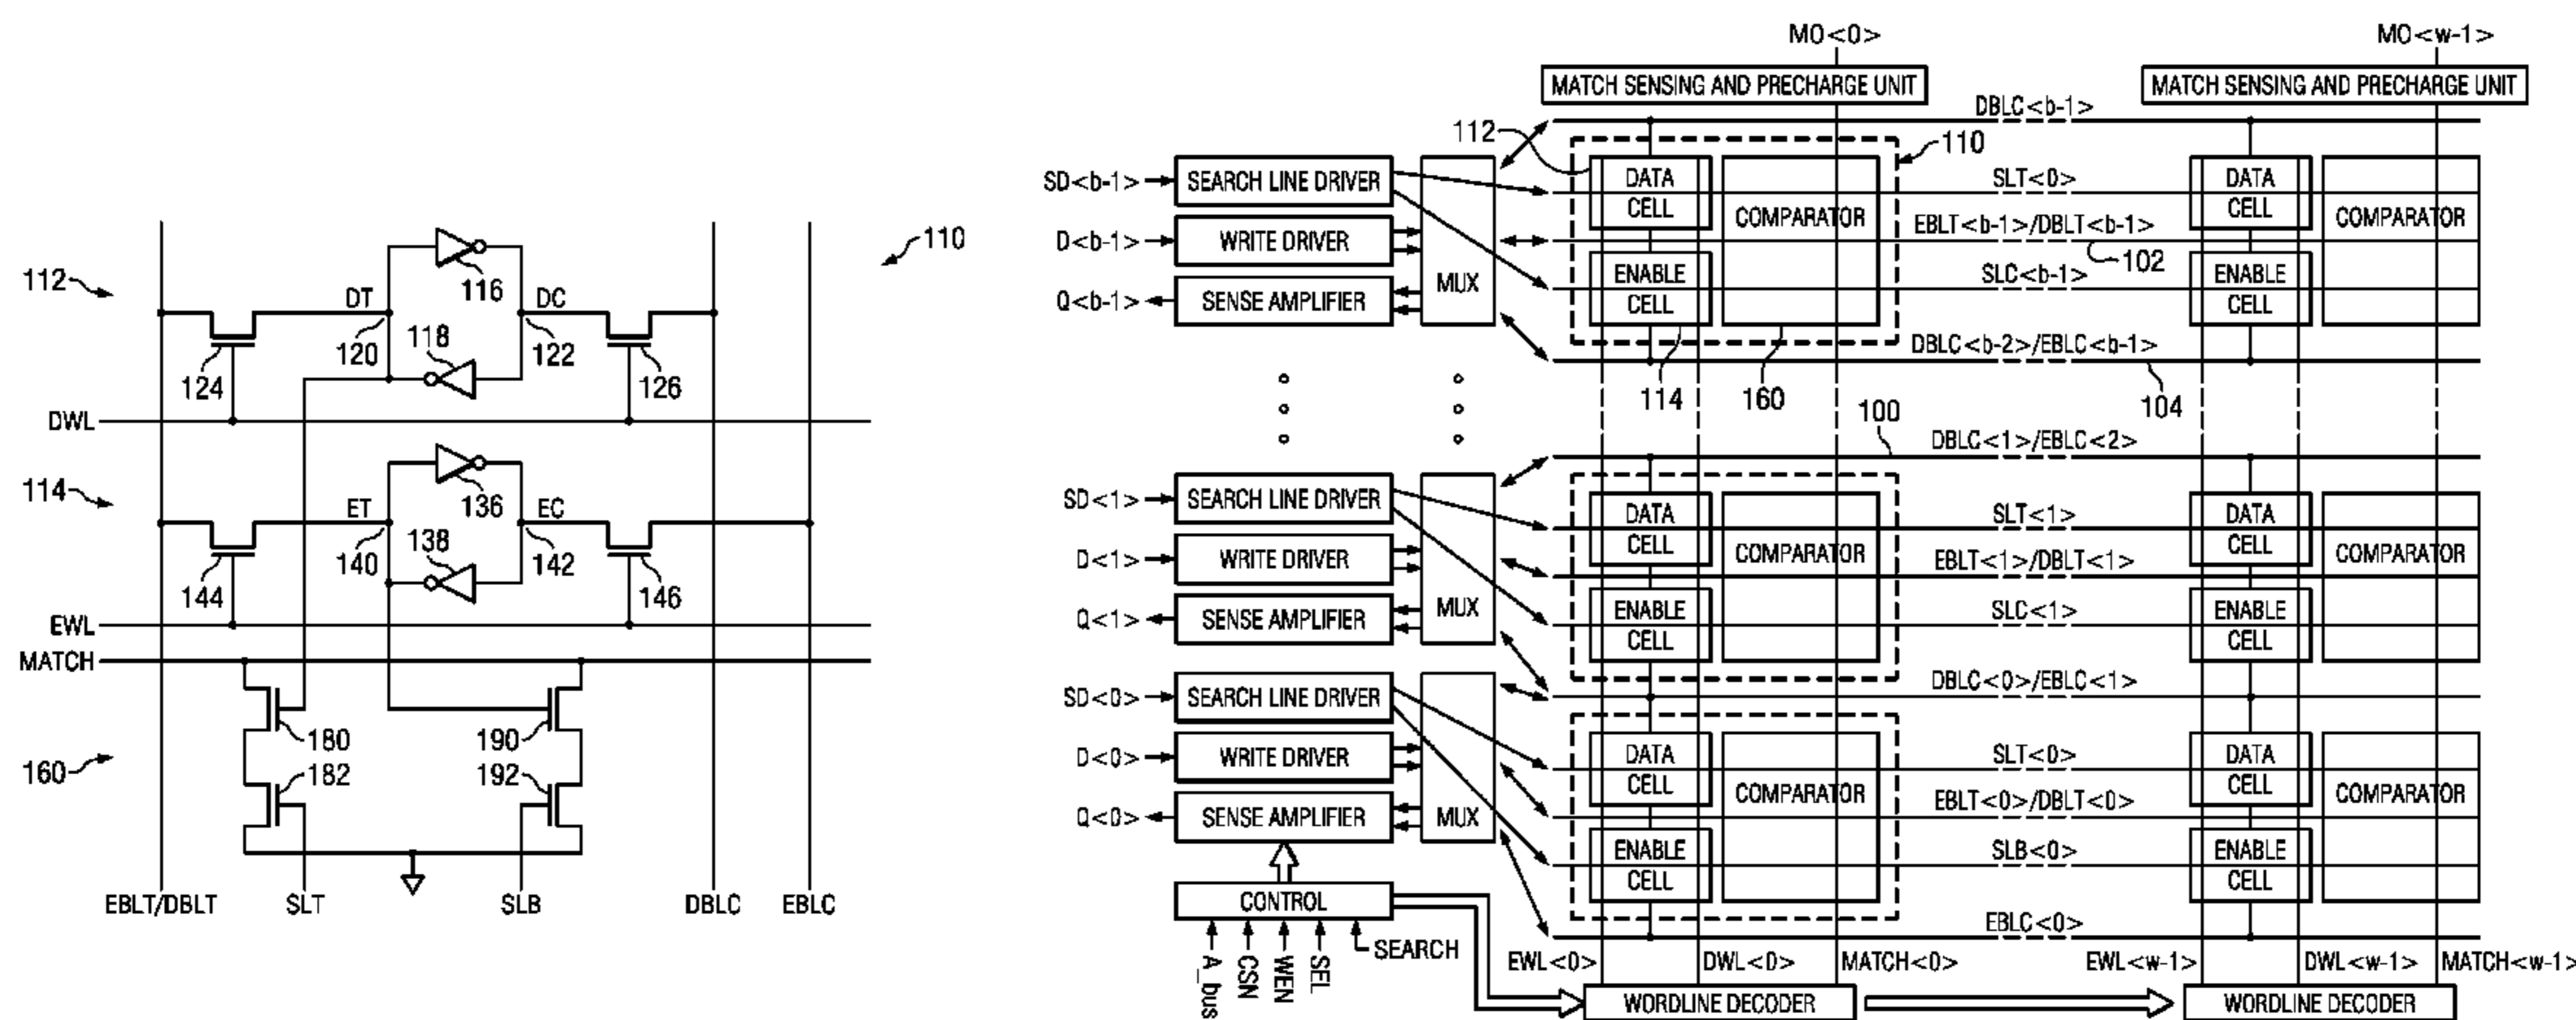 110
112
116
DT
DC
118
120
122
124
126
DWL
114
136
ET
EC
138
140
142
144
146
EWL
MATCH
180
190
160
182
192
EBLT/DBLT
SLT
SLB
DBLC
EBLC
MO<0>
MO<w-1>
MATCH SENSING AND PRECHARGE UNIT
MATCH SENSING AND PRECHARGE UNIT
DBLC<b-1>
112
110
SD<b-1>
SEARCH LINE DRIVER
DATA
CELL
COMPARATOR
SLT<0>
DATA
CELL
COMPARATOR
D<b-1>
WRITE DRIVER
EBLT<b-1>/DBLT<b-1>
102
Q<b-1>
SENSE AMPLIFIER
MUX
ENABLE
CELL
SLC<b-1>
ENABLE
CELL
DBLC<b-2>/EBLC<b-1>
114
160
104
100
DBLC<1>/EBLC<2>
SD<1>
SEARCH LINE DRIVER
DATA
CELL
COMPARATOR
SLT<1>
DATA
CELL
COMPARATOR
D<1>
WRITE DRIVER
EBLT<1>/DBLT<1>
Q<1>
SENSE AMPLIFIER
MUX
ENABLE
CELL
SLC<1>
ENABLE
CELL
DBLC<0>/EBLC<1>
SD<0>
SEARCH LINE DRIVER
DATA
CELL
COMPARATOR
SLT<0>
DATA
CELL
COMPARATOR
D<0>
WRITE DRIVER
EBLT<0>/DBLT<0>
Q<0>
SENSE AMPLIFIER
MUX
ENABLE
CELL
SLB<0>
ENABLE
CELL
CONTROL
EBLC<0>
A_bus
CSN
WEN
SEL
SEARCH
EWL<0>
DWL<0>
MATCH<0>
EWL<w-1>
DWL<w-1>
MATCH<w-1>
WORDLINE DECODER
WORDLINE DECODER